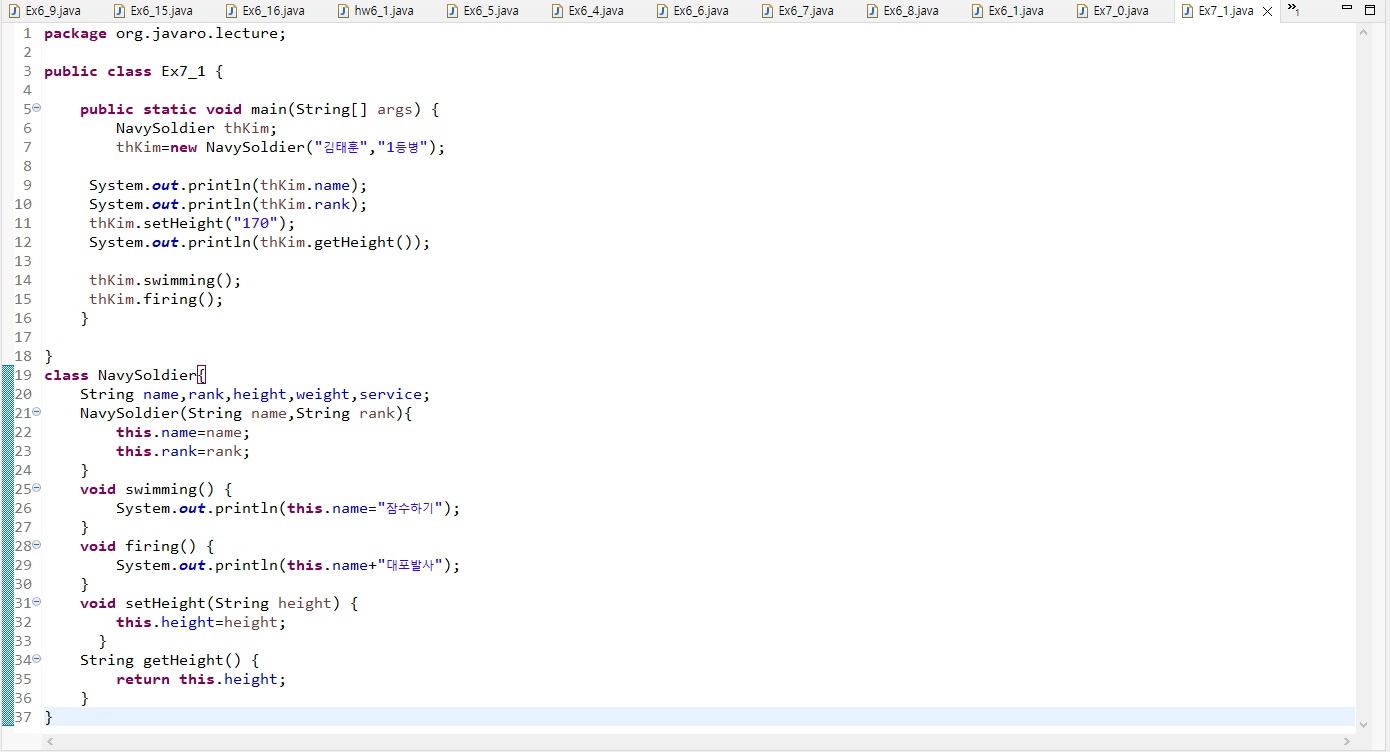 Ex6_9.java Ex6_15.java Ex6_16.java hw6_1.java Ex6_5.java Ex6_4.java Ex6_6.java Ex6_7.java Ex6_8.java Ex6_1.java Ex7_0.java Ex7_1.java »1
1 package org.javaro.lecture;
2
3 public class Ex7_1 {
4
5 public static void main(String[] args) {
6 NavySoldier thKim;
7 thKim=new NavySoldier("김태훈","1등병");
8
9 System.out.println(thKim.name);
10 System.out.println(thKim.rank);
11 thKim.setHeight("170");
12 System.out.println(thKim.getHeight());
13
14 thKim.swimming();
15 thKim.firing();
16 }
17
18 }
19 class NavySoldier{
20 String name,rank,height,weight,service;
21 NavySoldier(String name,String rank){
22 this.name=name;
23 this.rank=rank;
24 }
25 void swimming() {
26 System.out.println(this.name="잠수하기");
27 }
28 void firing() {
29 System.out.println(this.name+"대포발사");
30 }
31 void setHeight(String height) {
32 this.height=height;
33 }
34 String getHeight() {
35 return this.height;
36 }
37 }